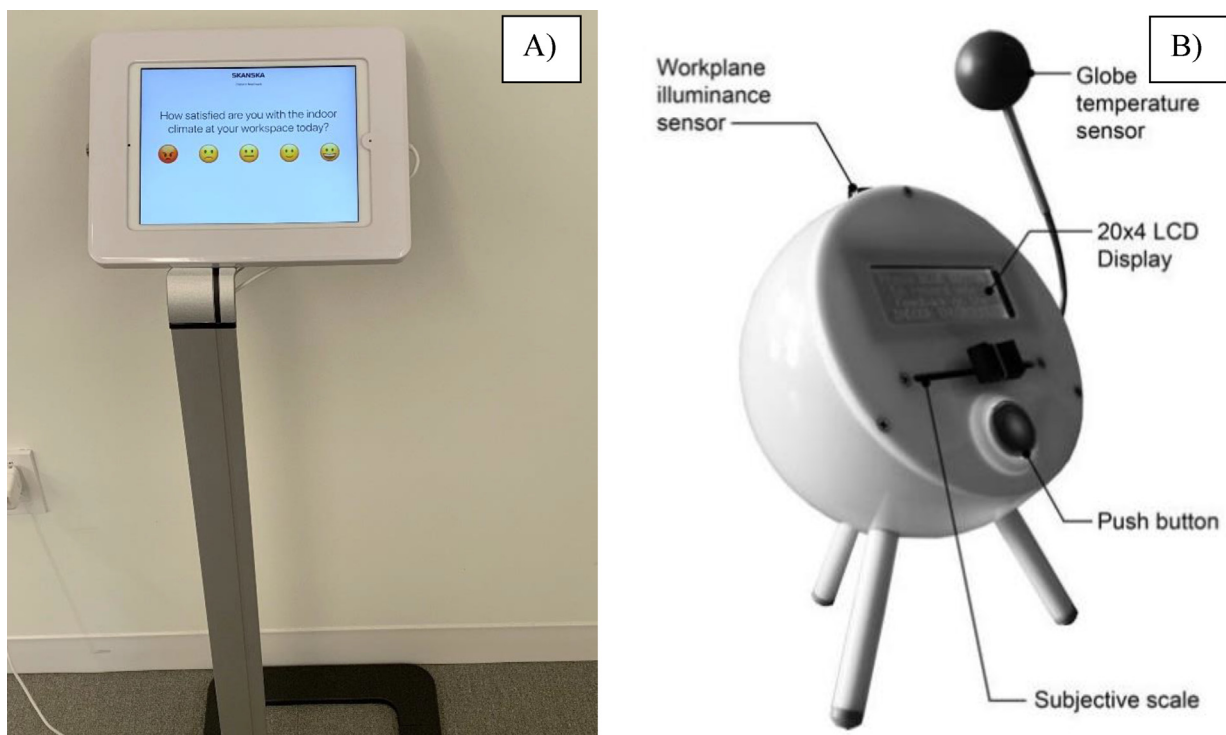 A)
SKANSKA
How satisfied are you with the indoor
climate at your workspace today?
B)
Workplane
illuminance
sensor
Globe
temperature
sensor
20x4 LCD
Display
Push button
Subjective scale